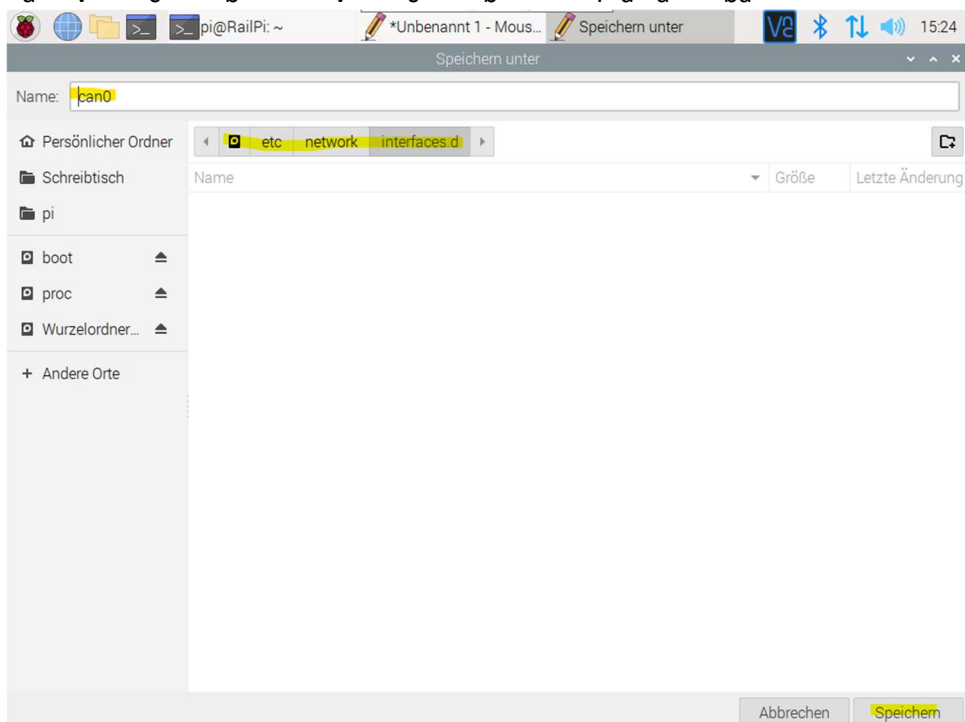 pi@RailPi: ~ *Unbenannt 1 - Mous... Speichern unter 15:24
Speichern unter
Name: can0
Persönlicher Ordner etc network interfaces.d
Schreibtisch Name Größe Letzte Änderung
pi
boot
proc
Wurzelordner...
+ Andere Orte
Abbrechen Speichern